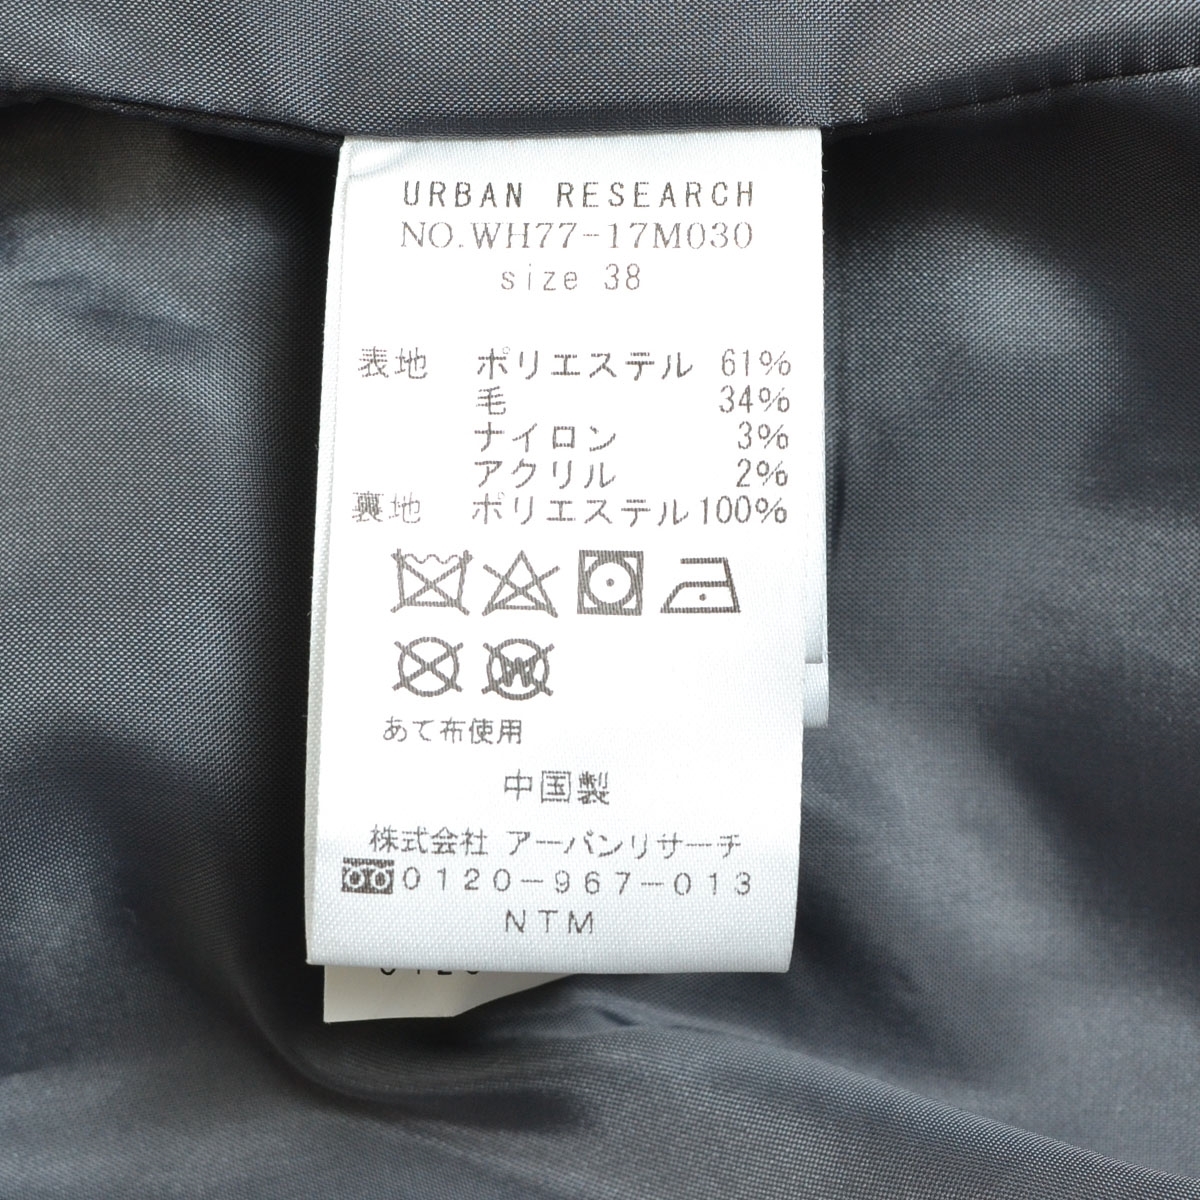 URBAN RESEARCH
NO.WH77-17M030
size 38
表地 ポリエステル 61%
毛 34%
ナイロン 3%
アクリル 2%
裏地 ポリエステル100%
W
あて布使用
中国製
株式会社 アーバンリサーチ
0120-967-013
NTM